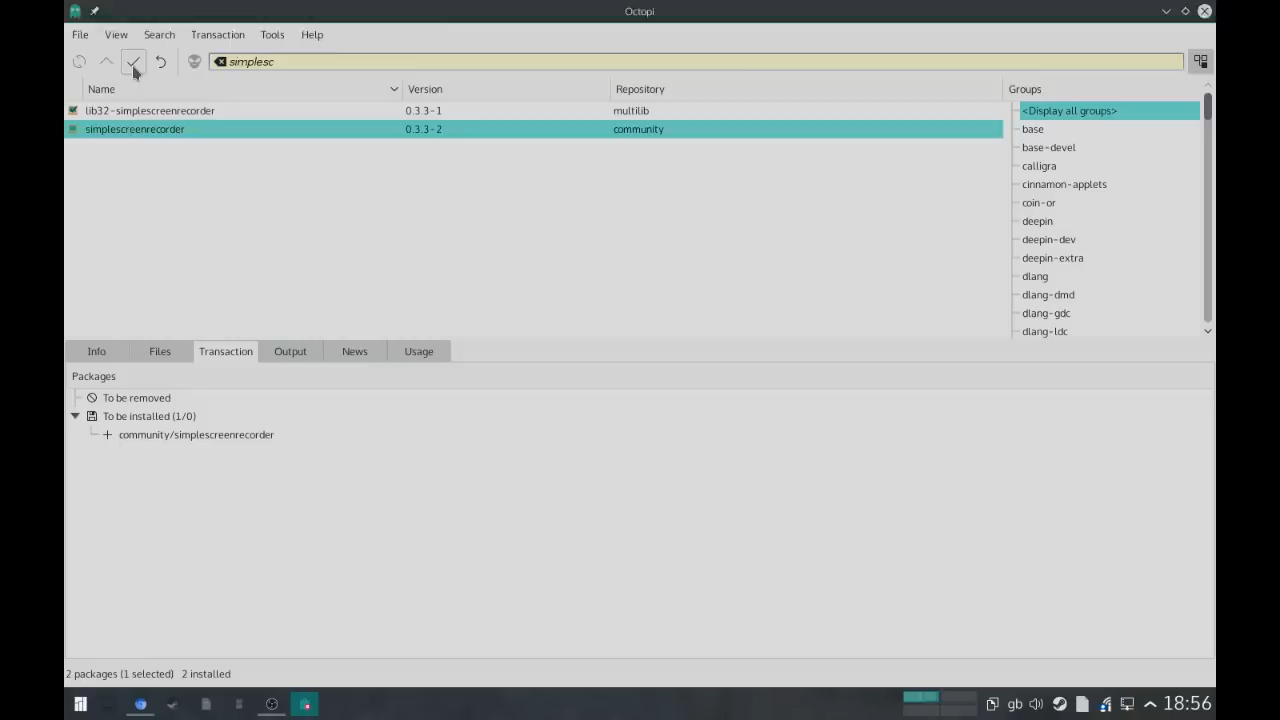 Octopi
File View Search Transaction Tools Help
simplesc
Name Version Repository Groups
lib32-simplescreenrecorder 0.3.3-1 multilib
simplescreenrecorder 0.3.3-2 community
<Display all groups>
base
base-devel
calligra
cinnamon-applets
coin-or
deepin
deepin-dev
deepin-extra
dlang
dlang-dmd
dlang-gdc
dlang-ldc
Info Files Transaction Output News Usage
Packages
To be removed
To be installed (1/0)
community/simplescreenrecorder
2 packages (1 selected) 2 installed
gb 18:56